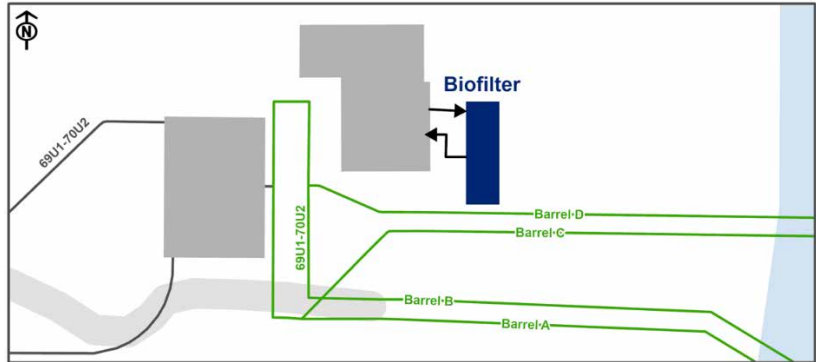 N
Biofilter
69U1-70U2
69U1-70U2
Barrel D
Barrel C
Barrel B
Barrel A